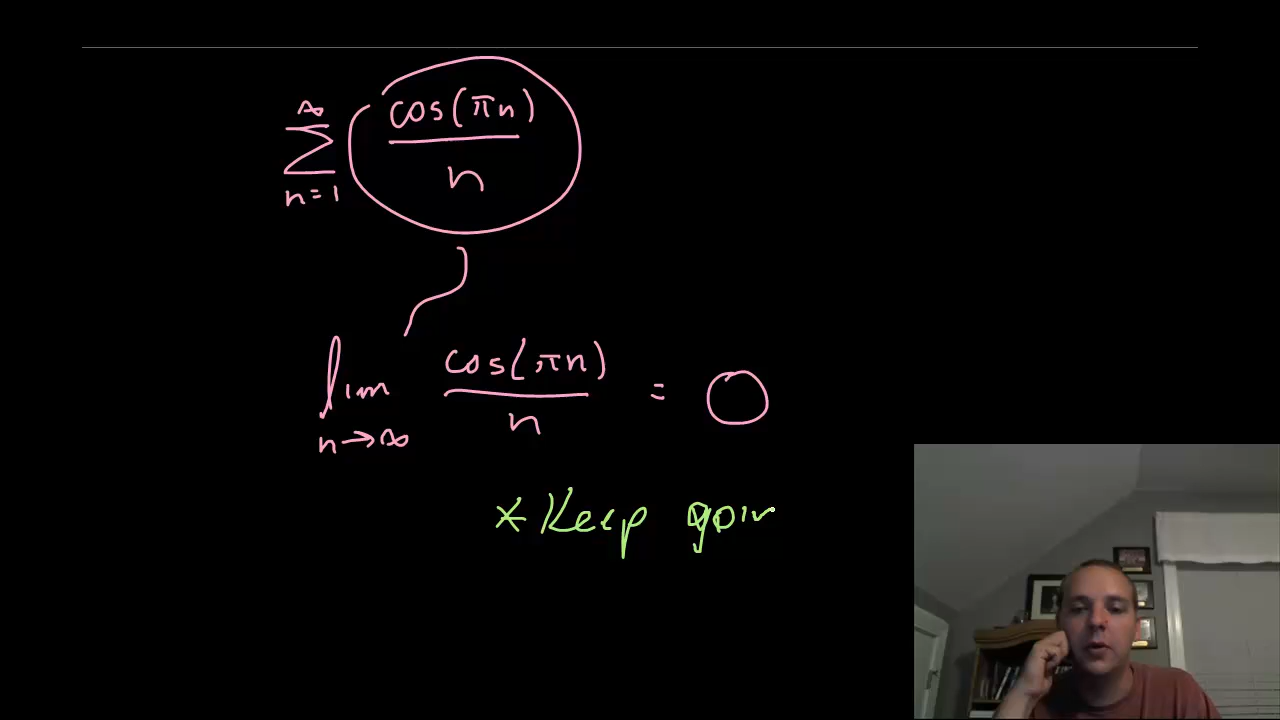 ∞
∑ cos(πn)/n
n=1
lim cos(πn)/n = 0
n→∞
* Keep goin